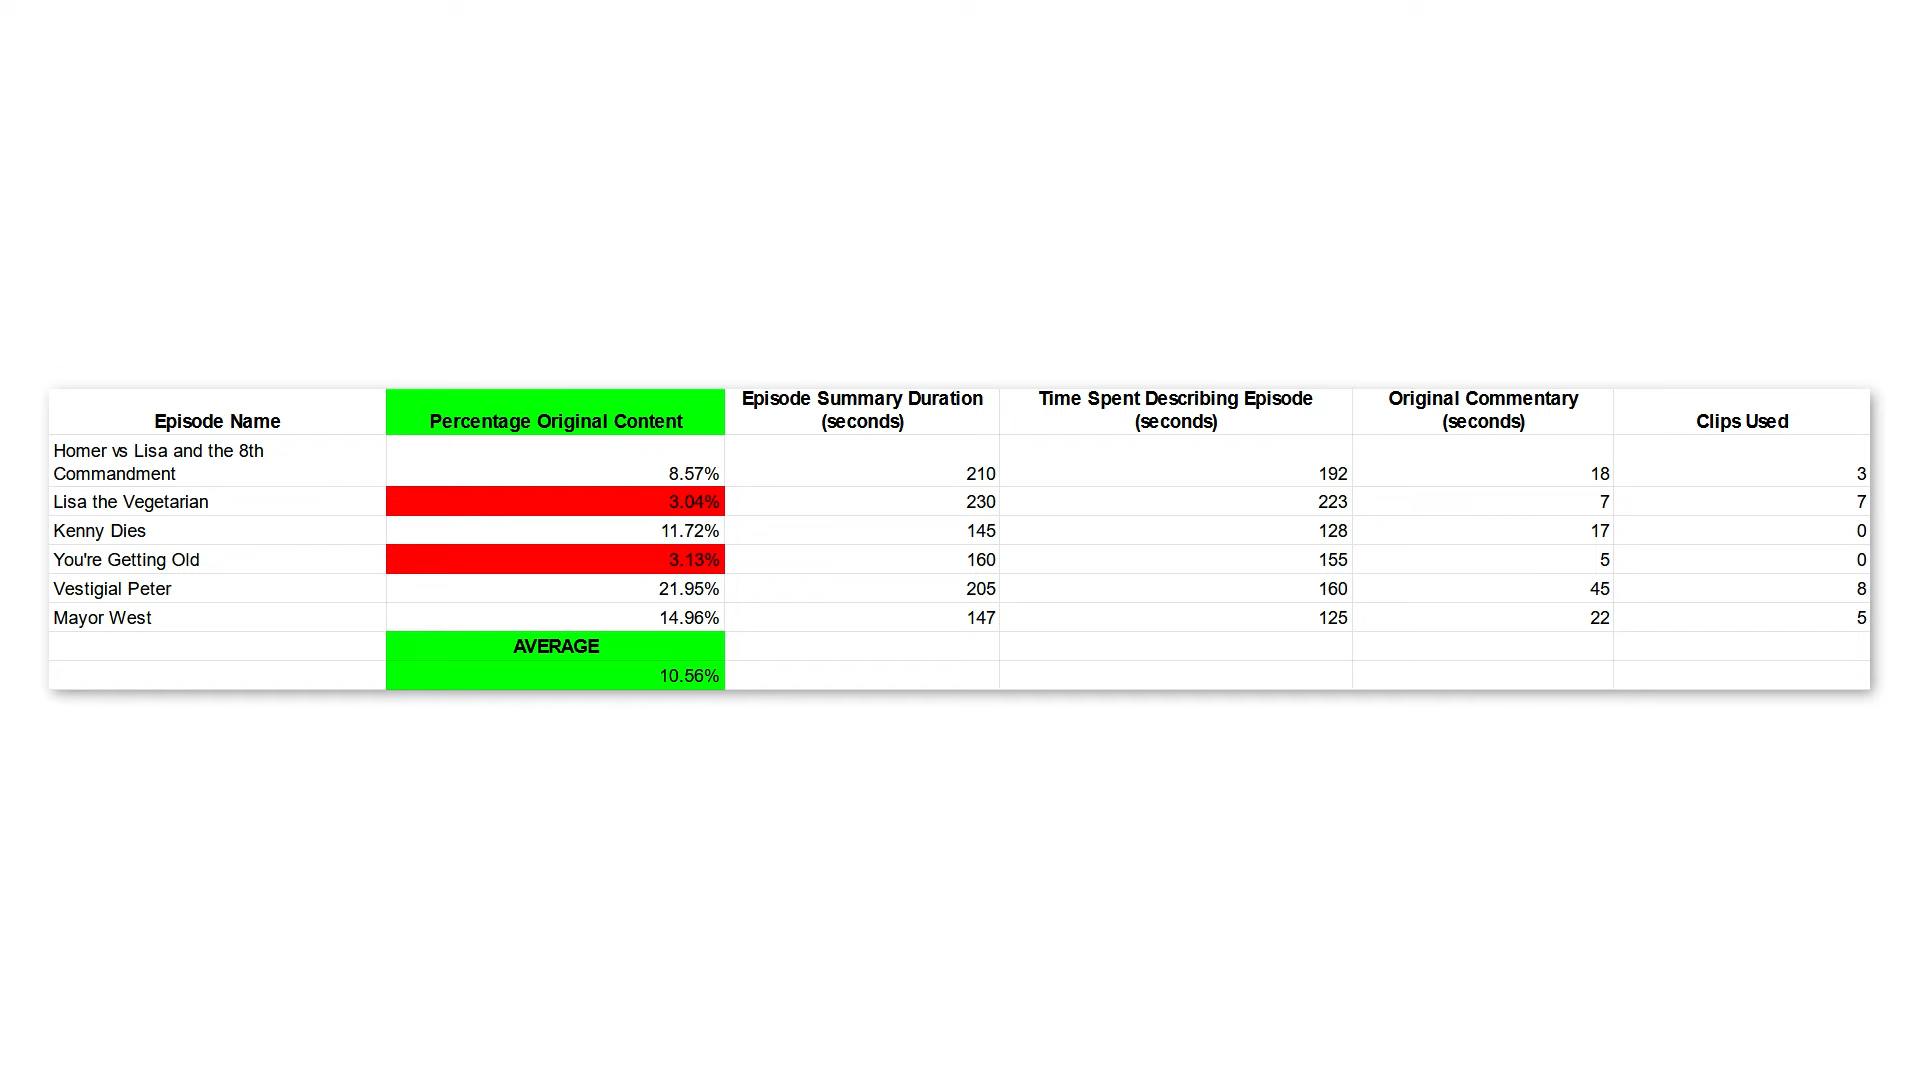 Episode Name	Percentage Original Content	Episode Summary Duration (seconds)	Time Spent Describing Episode (seconds)	Original Commentary (seconds)	Clips Used
Homer vs Lisa and the 8th Commandment	8.57%	210	192	18	3
Lisa the Vegetarian	3.04%	230	223	7	7
Kenny Dies	11.72%	145	128	17	0
You're Getting Old	3.13%	160	155	5	0
Vestigial Peter	21.95%	205	160	45	8
Mayor West	14.96%	147	125	22	5
AVERAGE
10.56%